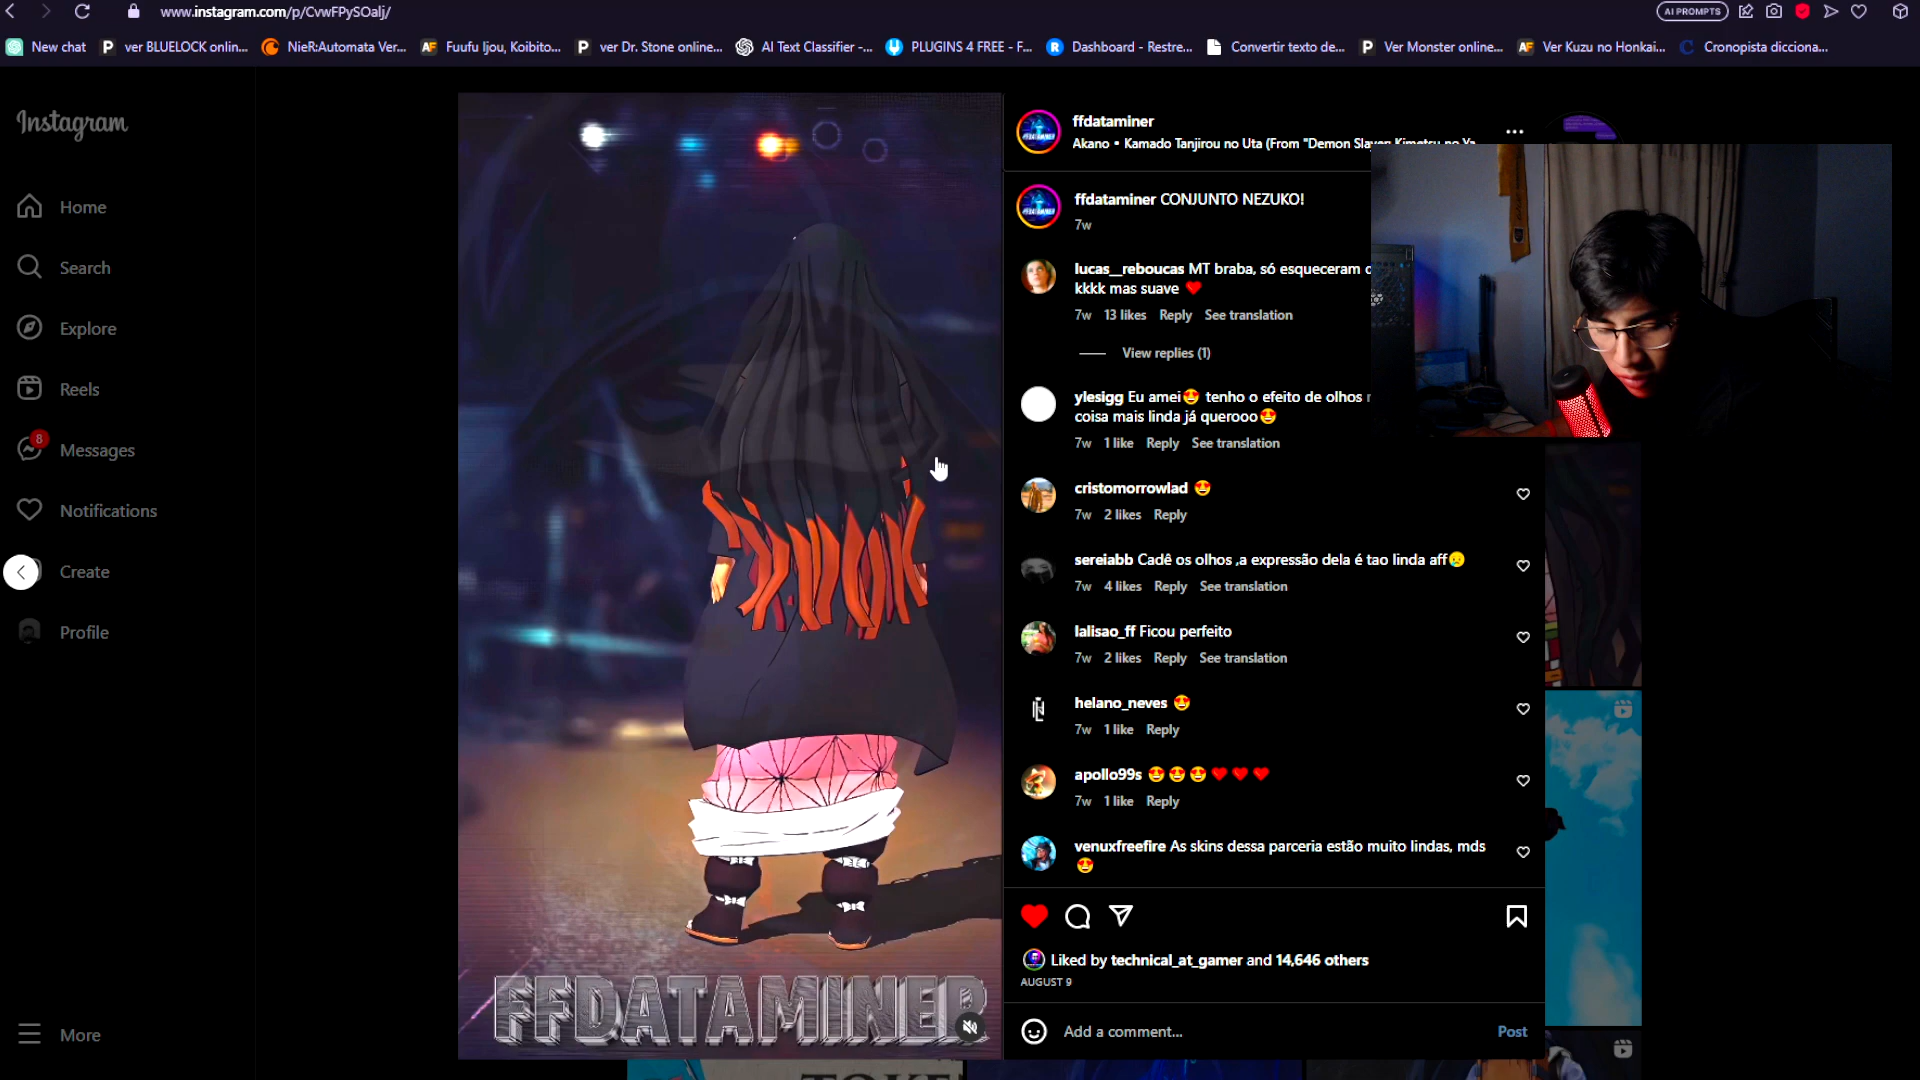 www.instagram.com/p/CvwFPySOalj/
AI PROMPTS
New chat
ver BLUELOCK onlin...
NieR:Automata Ver...
Fuufu Ijou, Koibito...
ver Dr. Stone online...
AI Text Classifier -...
PLUGINS 4 FREE - F...
Dashboard - Restre...
Convertir texto de...
Ver Monster online...
Ver Kuzu no Honkai...
Cronopista dicciona...
Instagram
Home
Search
Explore
Reels
8
Messages
Notifications
Create
Profile
More
FFDATAMINER
ffdataminer
Akano • Kamado Tanjirou no Uta (From "Demon Slayer: Kimetsu no Ya
ffdataminer CONJUNTO NEZUKO!
7w
lucas__reboucas MT braba, só esqueceram
kkkk mas suave ❤️
7w 13 likes Reply See translation
View replies (1)
ylesigg Eu amei😍 tenho o efeito de olhos
coisa mais linda já querooo😍
7w 1 like Reply See translation
cristomorrowlad 😍
7w 2 likes Reply
sereiabb Cadê os olhos ,a expressão dela é tao linda aff😥
7w 4 likes Reply See translation
lalisao_ff Ficou perfeito
7w 2 likes Reply See translation
helano_neves 😍
7w 1 like Reply
apollo99s 😍😍😍❤️❤️❤️
7w 1 like Reply
venuxfreefire As skins dessa parceria estão muito lindas, mds
😍
Liked by technical_at_gamer and 14,646 others
AUGUST 9
Add a comment...
Post